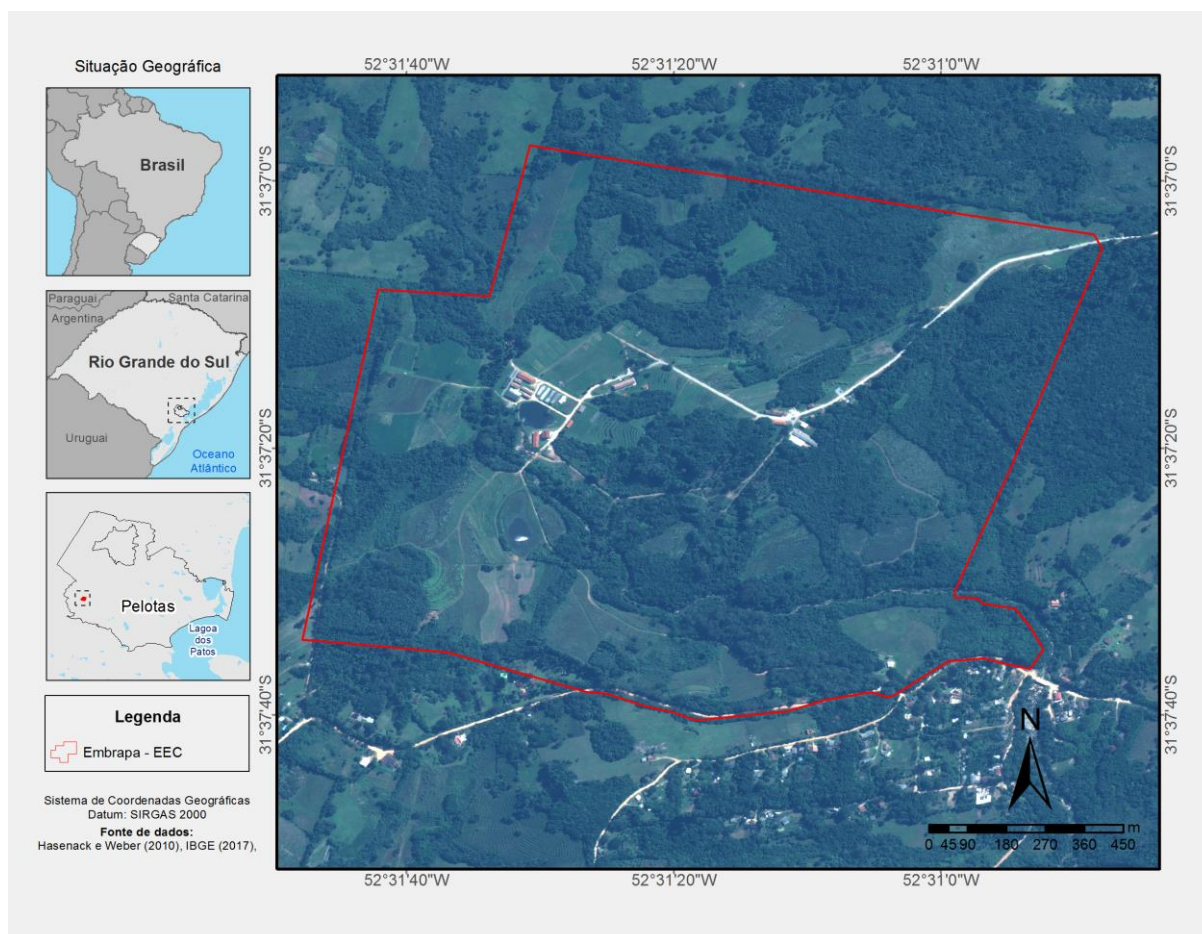 Situação Geográfica
Brasil
Paraguai
Santa Catarina
Argentina
Rio Grande do Sul
Uruguai
Oceano
Atlântico
Pelotas
Lagoa
dos
Patos
Legenda
Embrapa - EEC
Sistema de Coordenadas Geográficas
Datum: SIRGAS 2000
Fonte de dados:
Hasenack e Weber (2010), IBGE (2017),
52°31'40"W
52°31'20"W
52°31'0"W
31°37'0"S
31°37'20"S
31°37'40"S
31°37'0"S
31°37'20"S
31°37'40"S
N
m
0 45 90 180 270 360 450
52°31'40"W
52°31'20"W
52°31'0"W